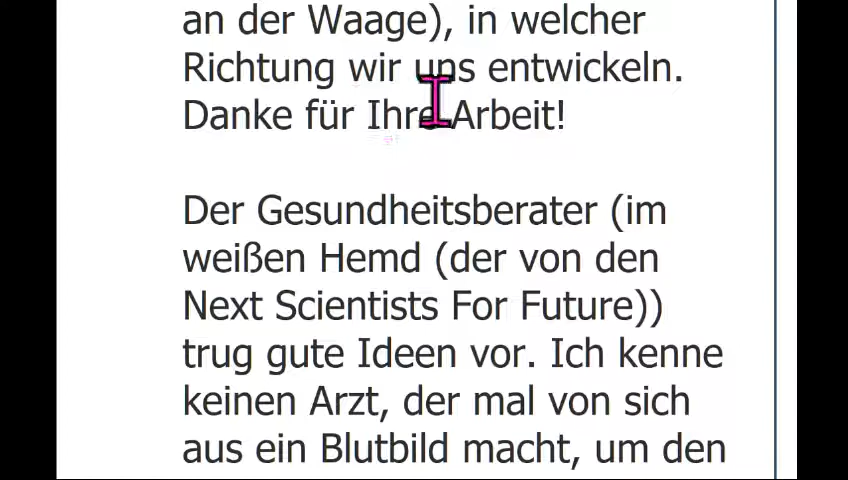 an der Waage), in welcher
Richtung wir uns entwickeln.
Danke für Ihre Arbeit!
Der Gesundheitsberater (im
weißen Hemd (der von den
Next Scientists For Future))
trug gute Ideen vor. Ich kenne
keinen Arzt, der mal von sich
aus ein Blutbild macht, um den